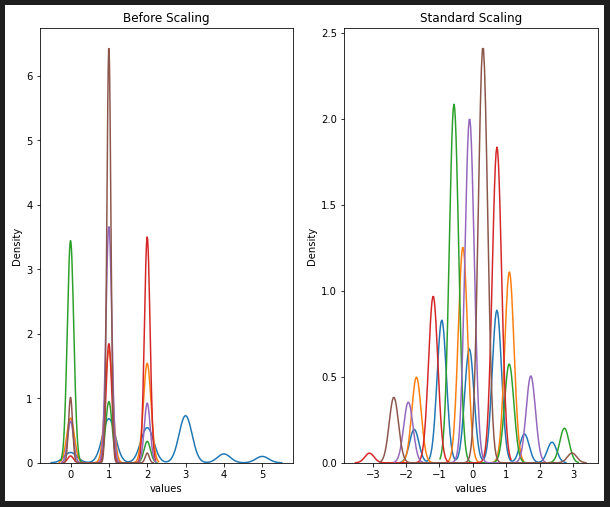 Before Scaling
Standard Scaling
Density
6
5
4
3
2
1
0
0 1 2 3 4 5
values
Density
2.5
2.0
1.5
1.0
0.5
0.0
−3 −2 −1 0 1 2 3
values